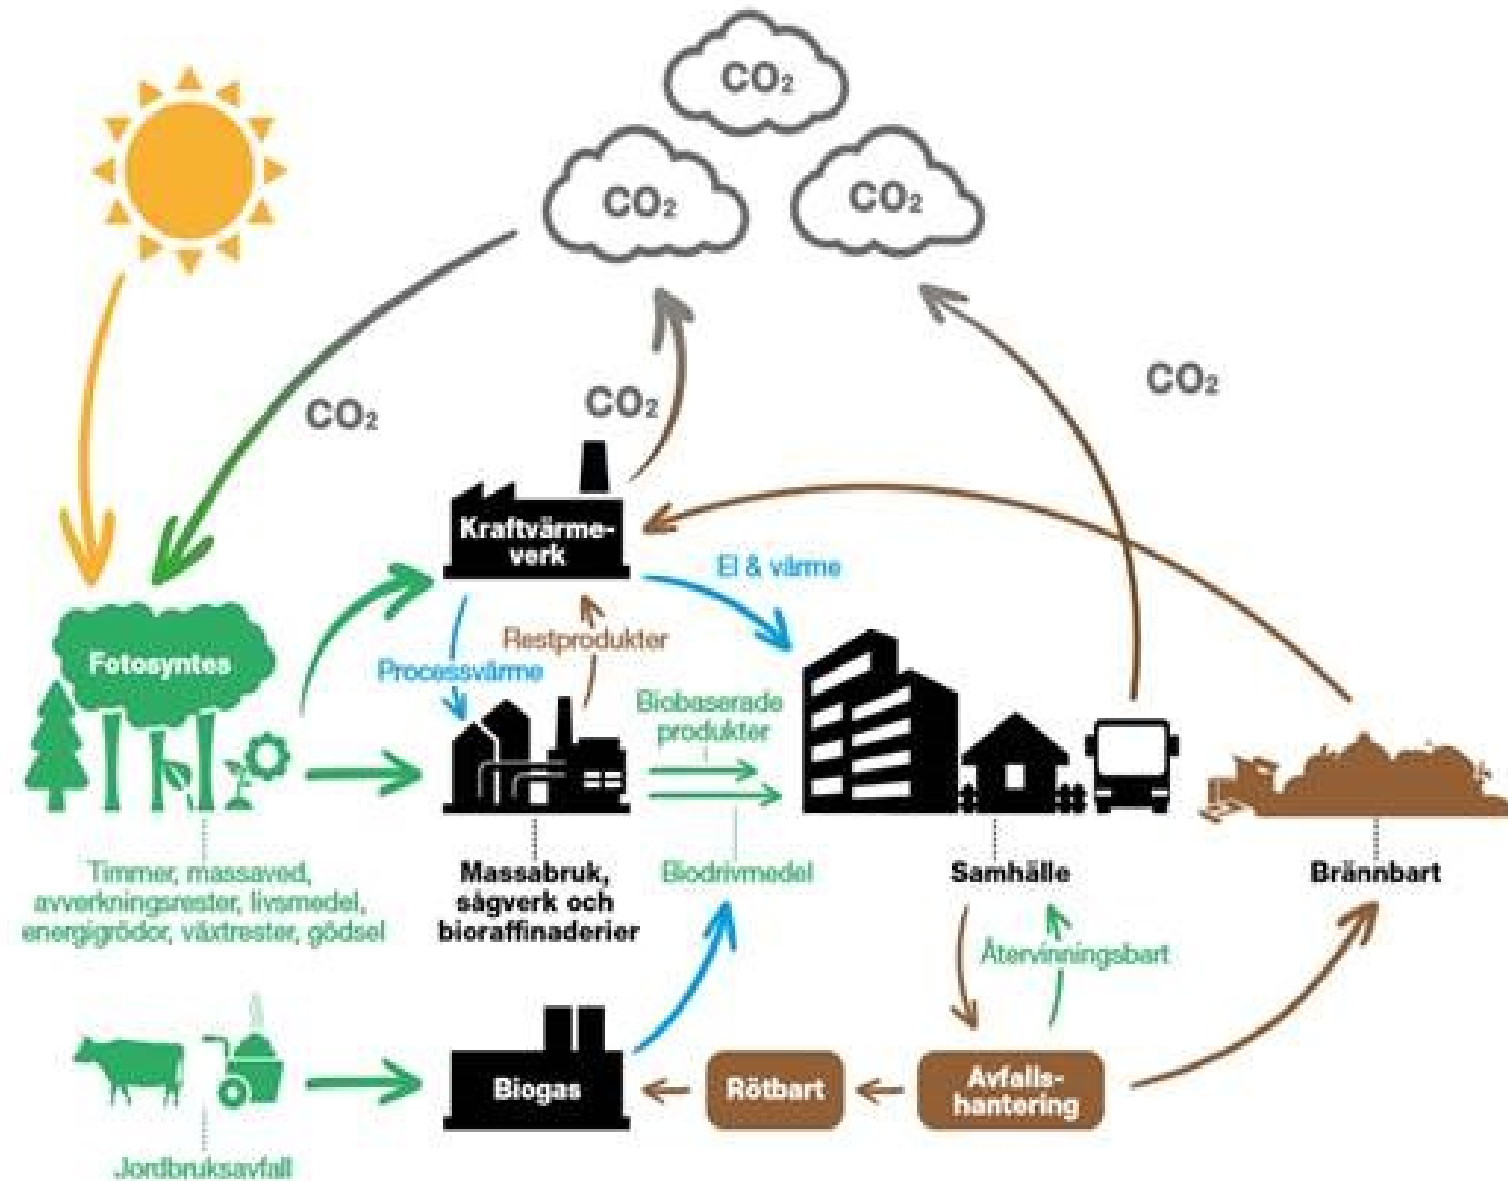 CO₂
CO₂
CO₂
CO₂
CO₂
CO₂
Kraftvärme-
verk
El & värme
Restprodukter
Processvärme
Fotosyntes
Biobaserade
produkter
Timmer, massaved,
avverkningsrester, livsmedel,
energigrödor, växtrester, gödsel
Massabruk,
sågverk och
bioraffinaderier
Biodrivmedel
Samhälle
Brännbart
Återvinningsbart
Biogas
Rötbart
Avfalls-
hantering
Jordbruksavfall